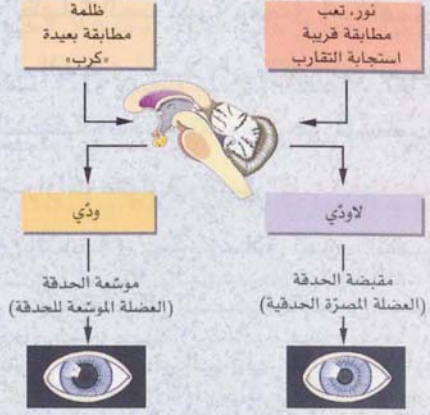 نور، تعب
مطابقة قريبة
استجابة التقارب
ظلمة
مطابقة بعيدة
«كرب»
لاودّي
ودّي
مقبضة الحدقة
(العضلة المصرّة الحدقية)
موسّعة الحدقة
(العضلة الموسّعة للحدقة)